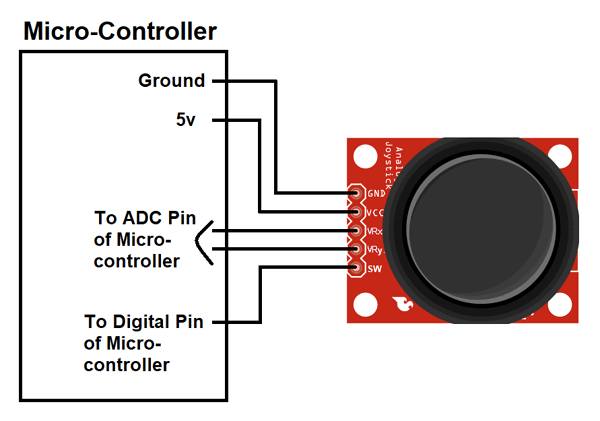 Micro-Controller
Ground
5v
To ADC Pin
of Micro-
controller
To Digital Pin
of Micro-
controller
Joystick
GND
VCC
VRx
VRy
SW